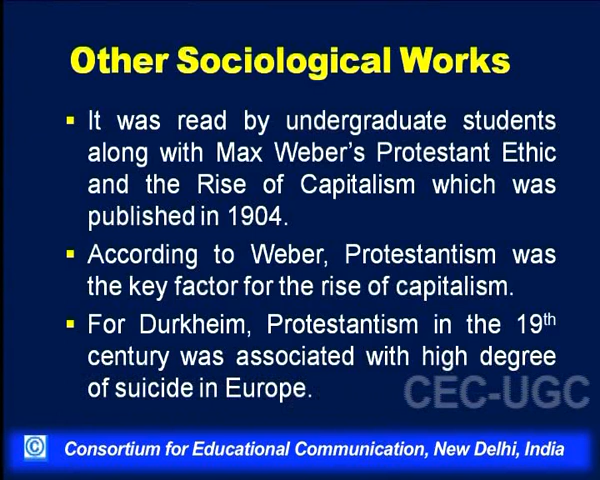 Other Sociological Works
▪ It was read by undergraduate students
along with Max Weber's Protestant Ethic
and the Rise of Capitalism which was
published in 1904.
▪ According to Weber, Protestantism was
the key factor for the rise of capitalism.
▪ For Durkheim, Protestantism in the 19th
century was associated with high degree
of suicide in Europe.
CEC-UGC
© Consortium for Educational Communication, New Delhi, India